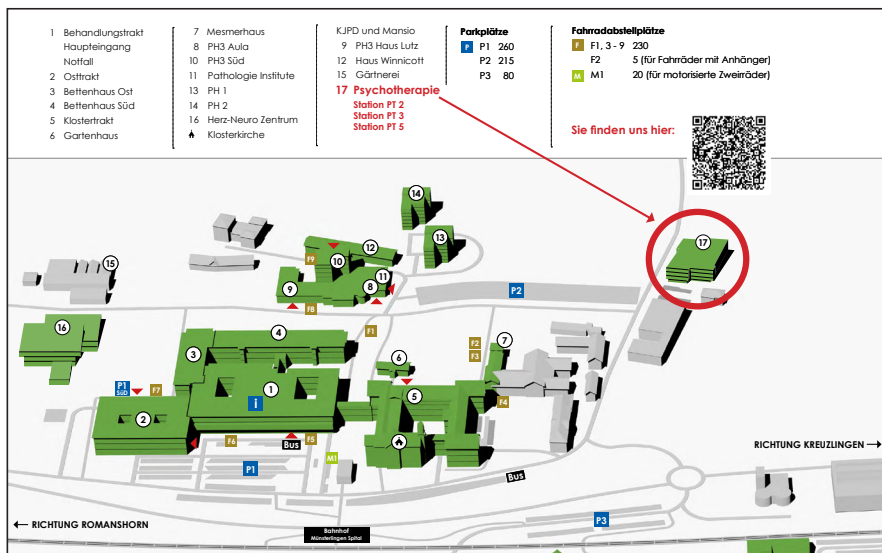 1 Behandlungstrakt
Haupteingang
Notfall
2 Osttrakt
3 Bettenhaus Ost
4 Bettenhaus Süd
5 Klostertrakt
6 Gartenhaus
7 Mesmerhaus
8 PH3 Aula
10 PH3 Süd
11 Pathologie Institute
13 PH 1
14 PH 2
16 Herz-Neuro Zentrum
Klosterkirche
KJPD und Mansio
9 PH3 Haus Lutz
12 Haus Winnicott
15 Gärtnerei
17 Psychotherapie
Station PT 2
Station PT 3
Station PT 5
Parkplätze
P P1 260
P2 215
P3 80
Fahrradabstellplätze
F F1, 3 - 9 230
F2 5 (für Fahrräder mit Anhänger)
M M1 20 (für motorisierte Zweiräder)
Sie finden uns hier:
14
13
12
17
15
F9
10
11
9
8
P2
F8
16
4
F1
F2
7
3
F3
6
P1
SÜD
F7
1
5
i
F4
2
F6
F5
Bus
M1
P1
Bus
RICHTUNG KREUZLINGEN
RICHTUNG ROMANSHORN
P3
Bahnhof
Münsterlingen Spital